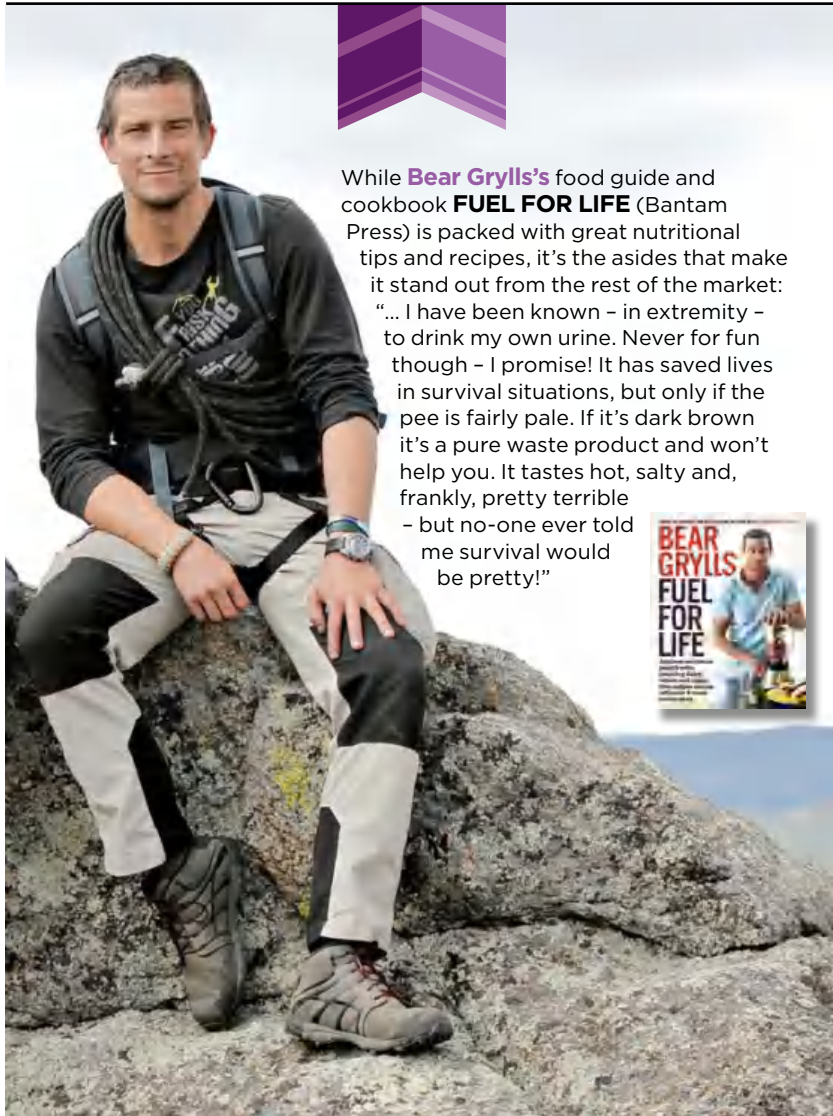 While Bear Grylls's food guide and
cookbook FUEL FOR LIFE (Bantam
Press) is packed with great nutritional
tips and recipes, it's the asides that make
it stand out from the rest of the market:
"... I have been known – in extremity –
to drink my own urine. Never for fun
though – I promise! It has saved lives
in survival situations, but only if the
pee is fairly pale. If it's dark brown
it's a pure waste product and won't
help you. It tastes hot, salty and,
frankly, pretty terrible
– but no-one ever told
me survival would
be pretty!"
BEAR
GRYLLS
FUEL
FOR
LIFE